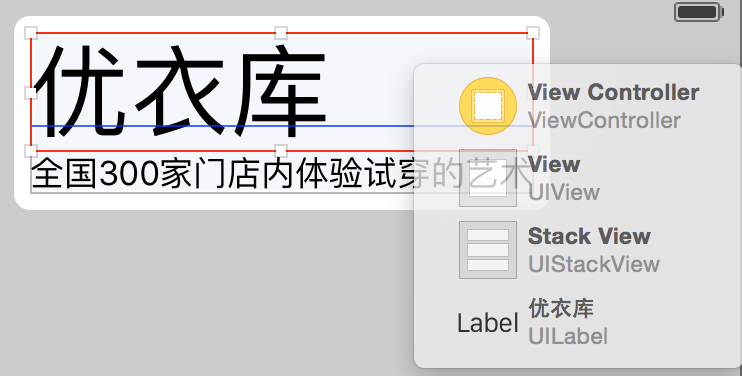 优衣库
全国300家门店内体验试穿的艺术
View Controller
ViewController
View
UIView
Stack View
UIStackView
Label
优衣库
UILabel